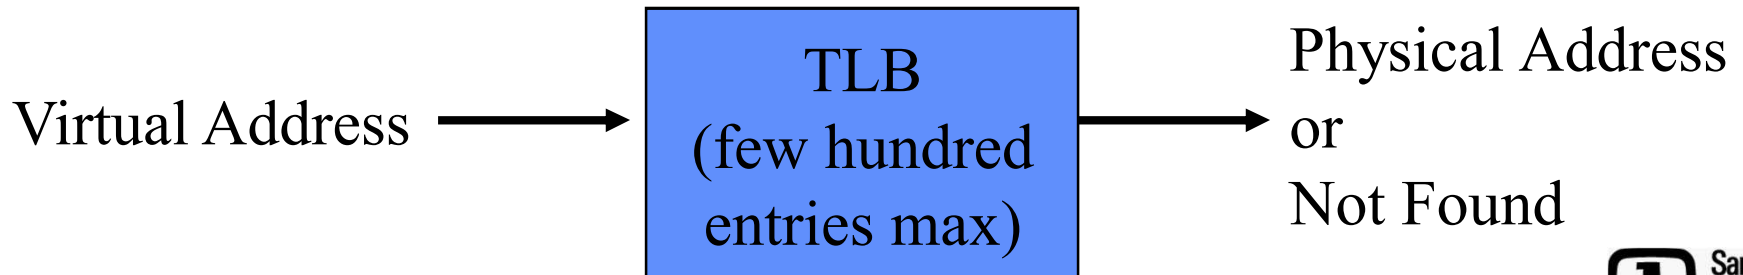 Virtual Address
TLB
(few hundred
entries max)
Physical Address
or
Not Found